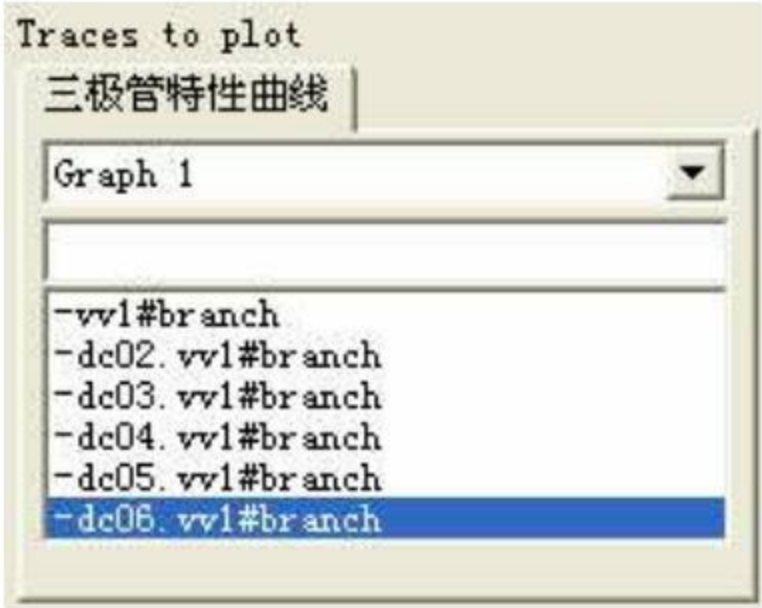 Traces to plot
三极管特性曲线
Graph 1
-vv1#branch
-dc02.vv1#branch
-dc03.vv1#branch
-dc04.vv1#branch
-dc05.vv1#branch
-dc06.vv1#branch